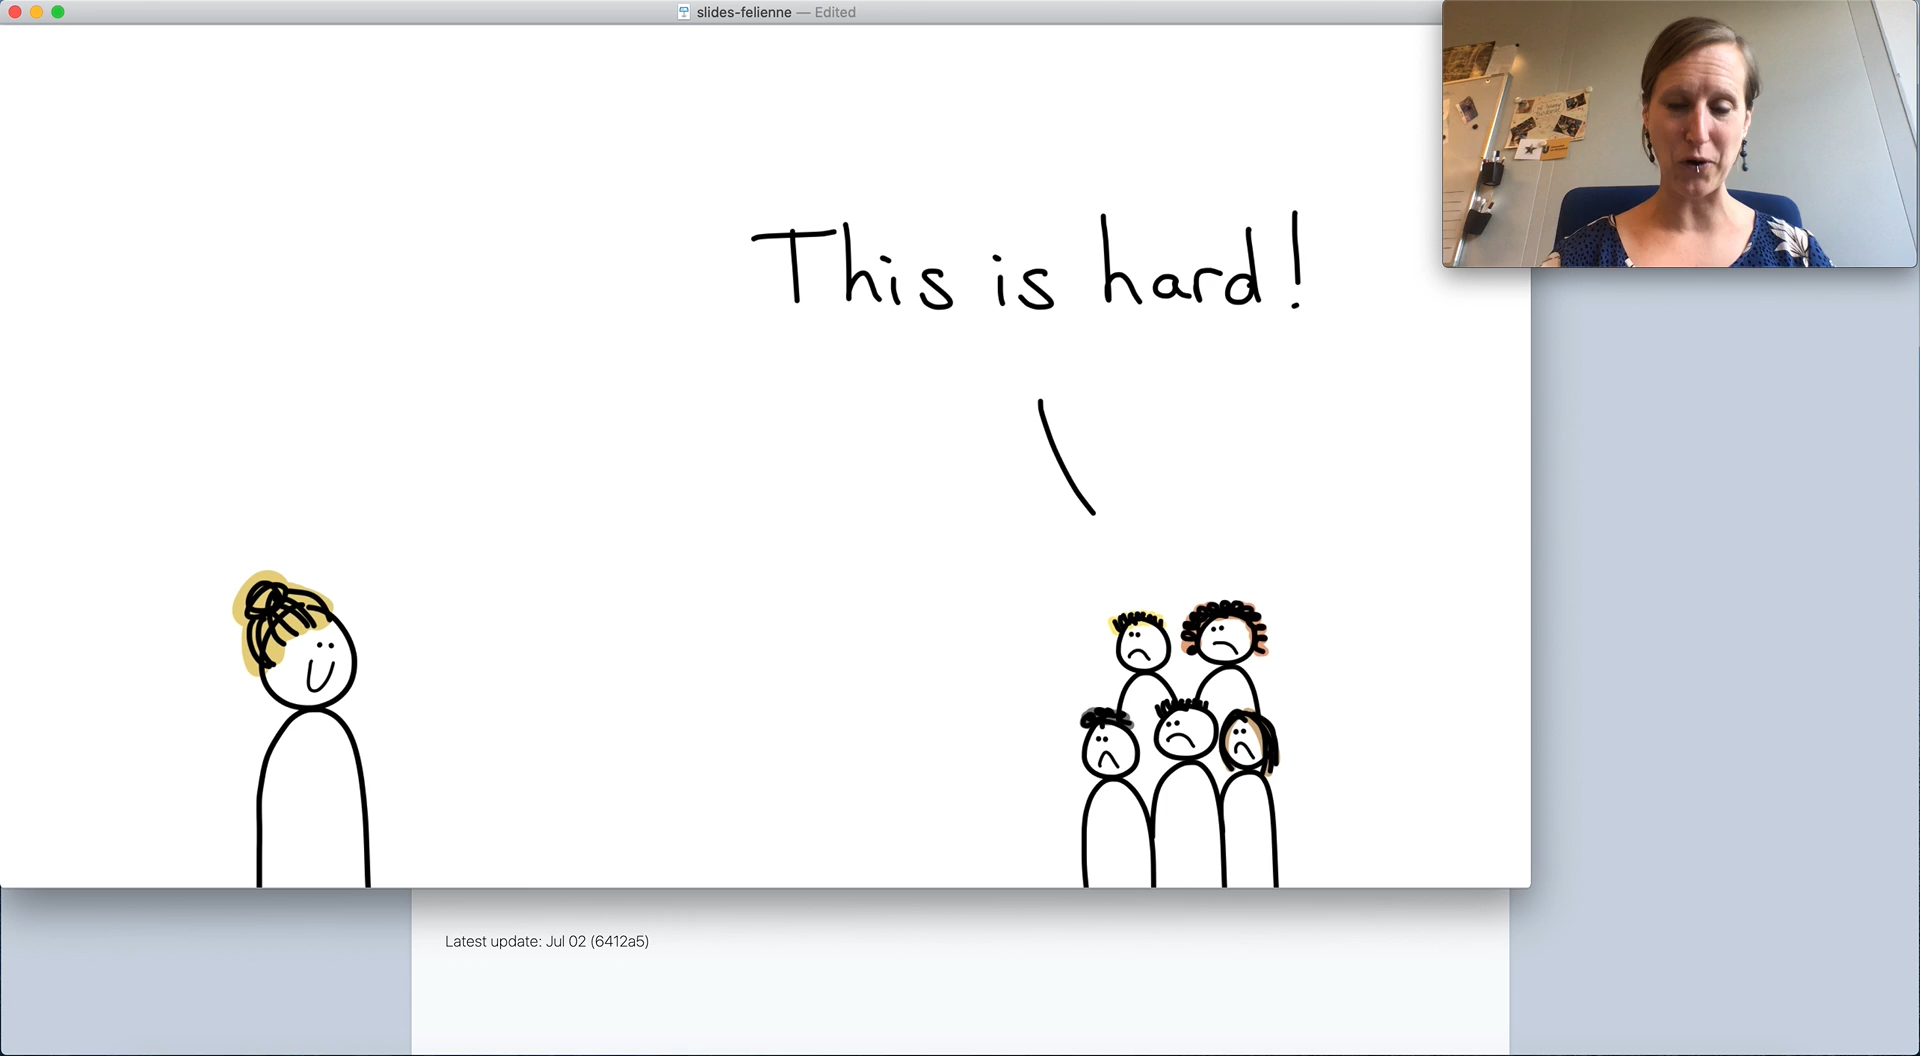 slides-felienne — Edited
This is hard!
Latest update: Jul 02 (6412a5)